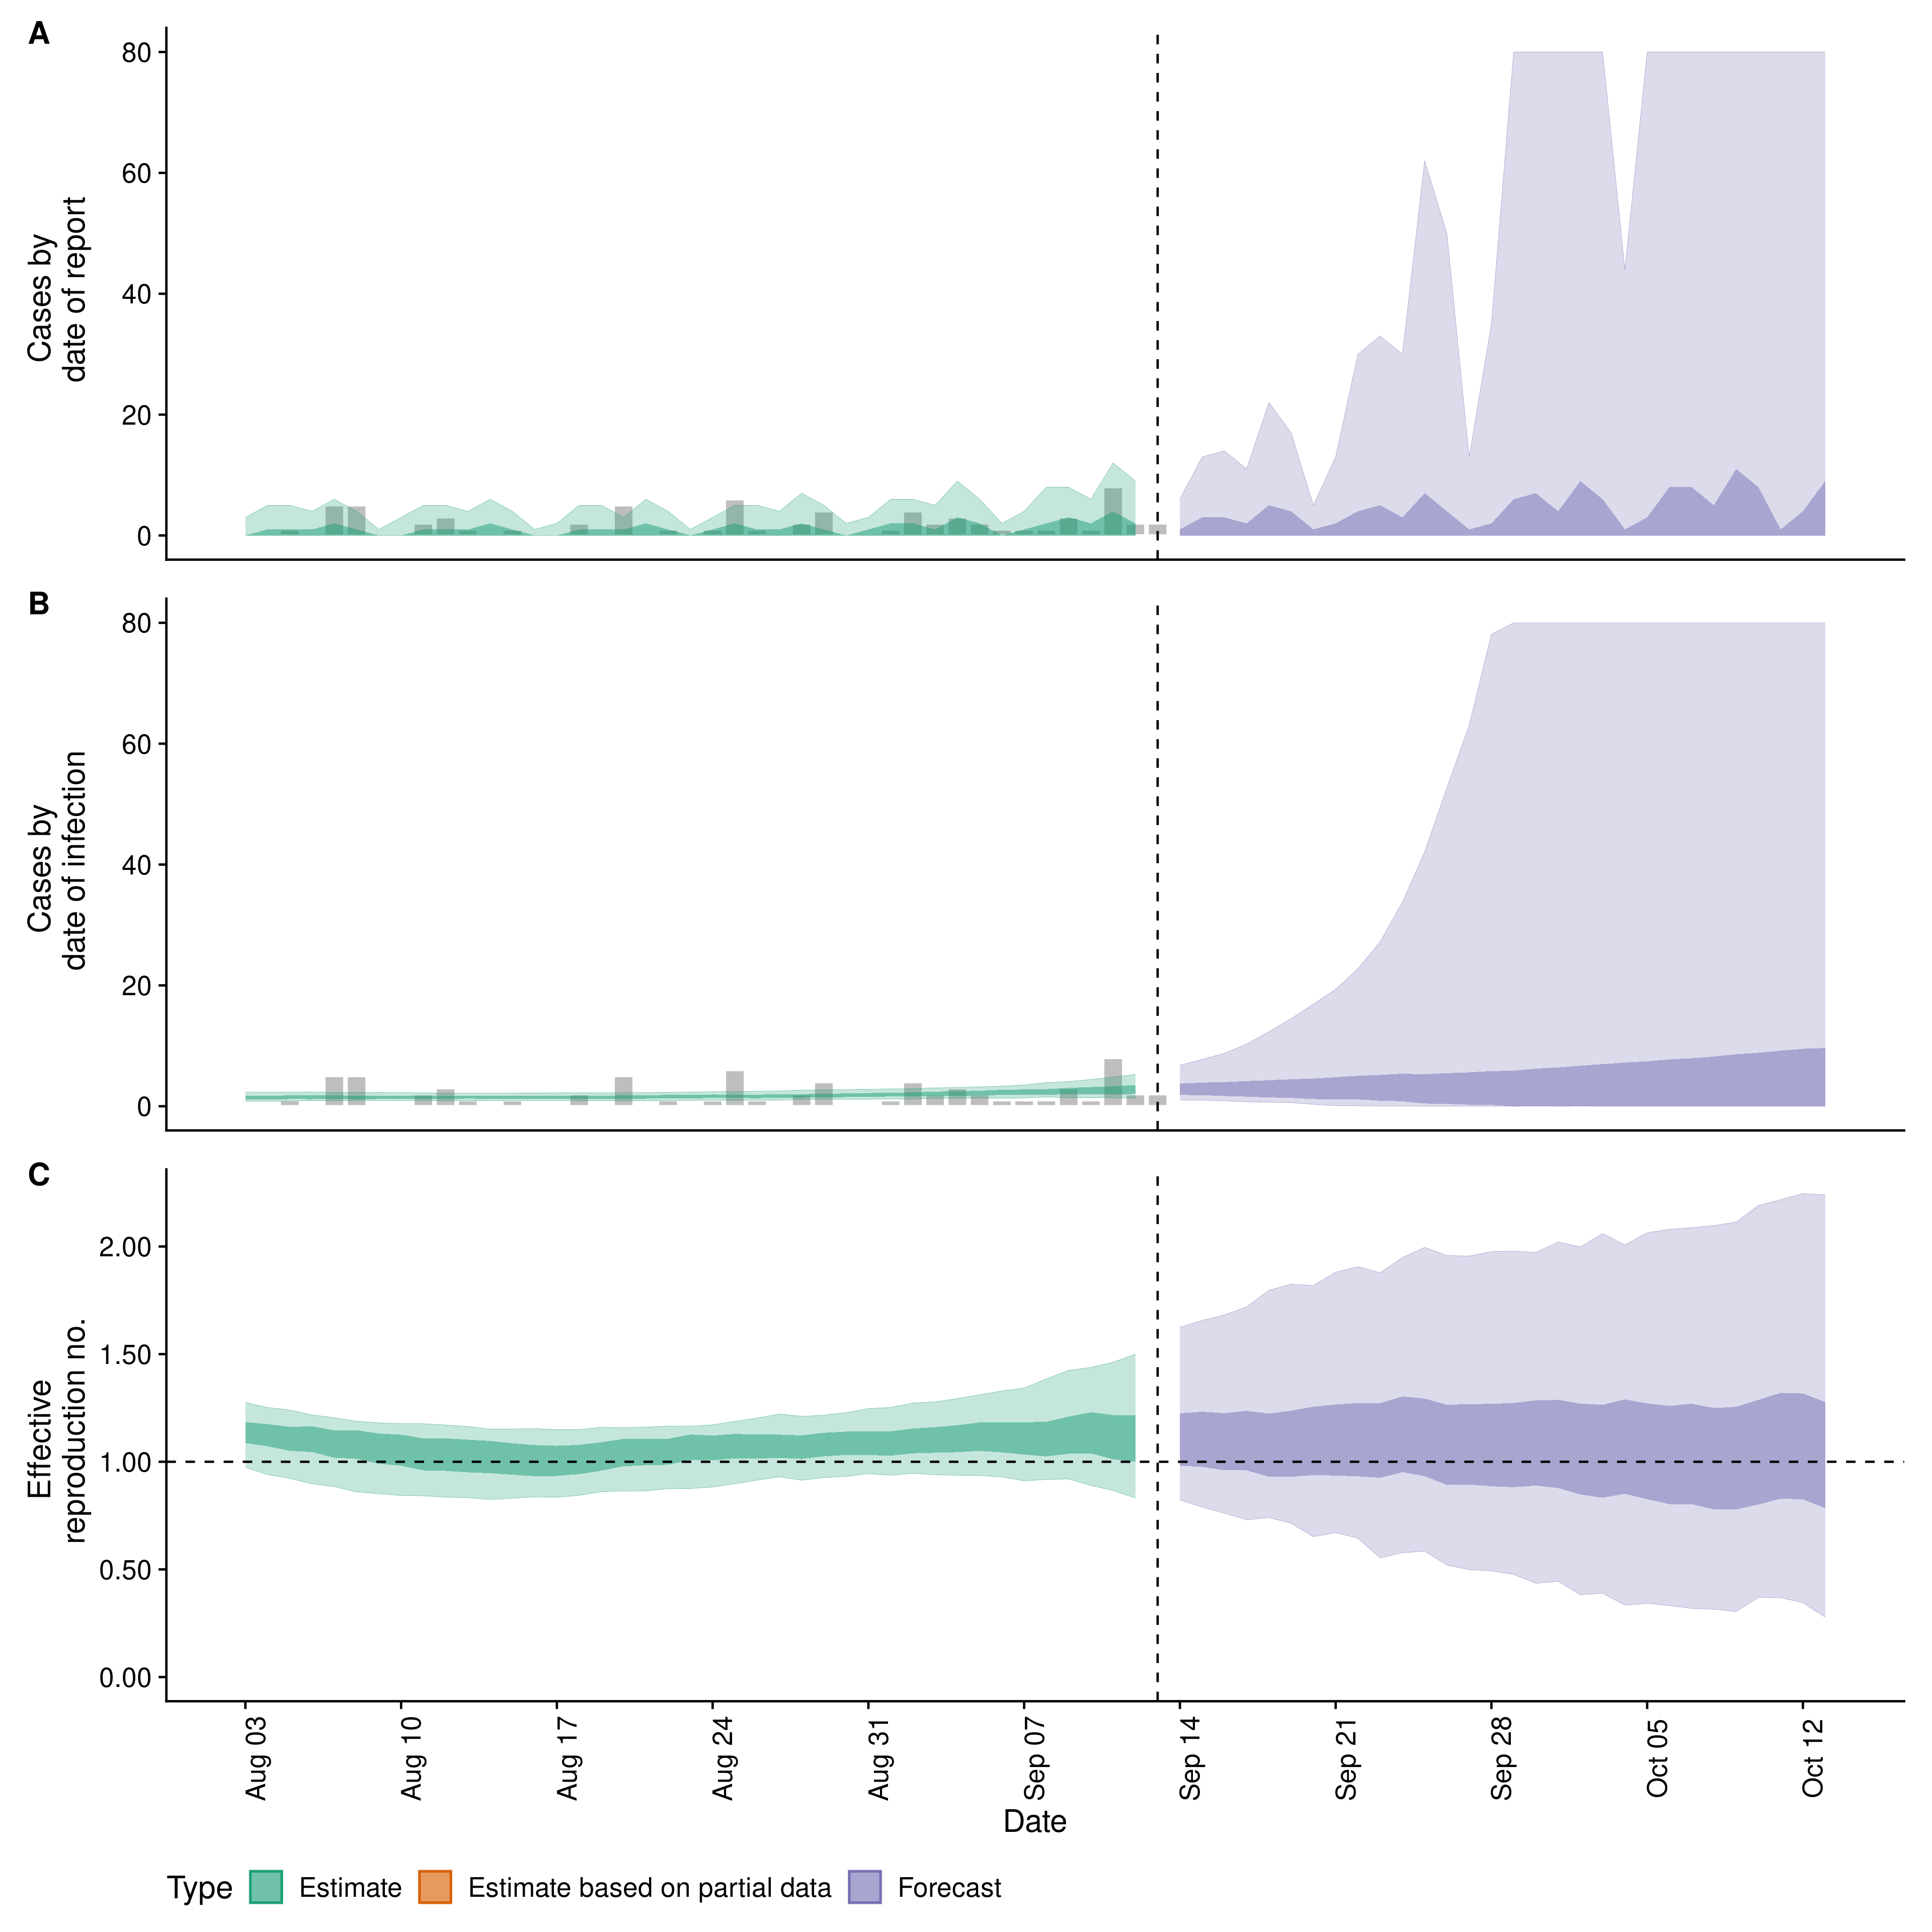 A
Cases by
date of report
80
60
40
20
0
B
Cases by
date of infection
80
60
40
20
0
C
Effective
reproduction no.
2.00
1.50
1.00
0.50
0.00
Aug 03
Aug 10
Aug 17
Aug 24
Aug 31
Sep 07
Sep 14
Sep 21
Sep 28
Oct 05
Oct 12
Date
Type Estimate Estimate based on partial data Forecast